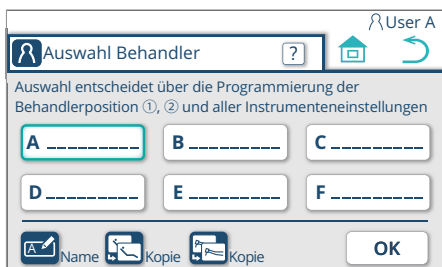 User A
Auswahl Behandler ?
Auswahl entscheidet über die Programmierung der
Behandlerposition ①, ② und aller Instrumenteneinstellungen
A _________ B _________ C _________
D _________ E _________ F _________
A Name Kopie Kopie OK